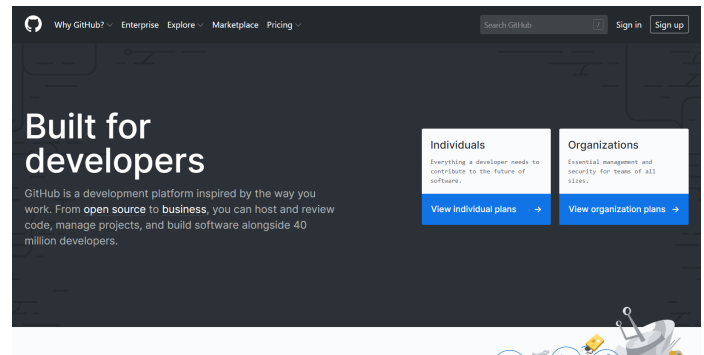 Why GitHub? Enterprise Explore Marketplace Pricing Search GitHub / Sign in Sign up
Built for
developers
GitHub is a development platform inspired by the way you
work. From open source to business, you can host and review
code, manage projects, and build software alongside 40
million developers.
Individuals
Everything a developer needs to
contribute to the future of
software.
View individual plans →
Organizations
Essential management and
security for teams of all
sizes.
View organization plans →